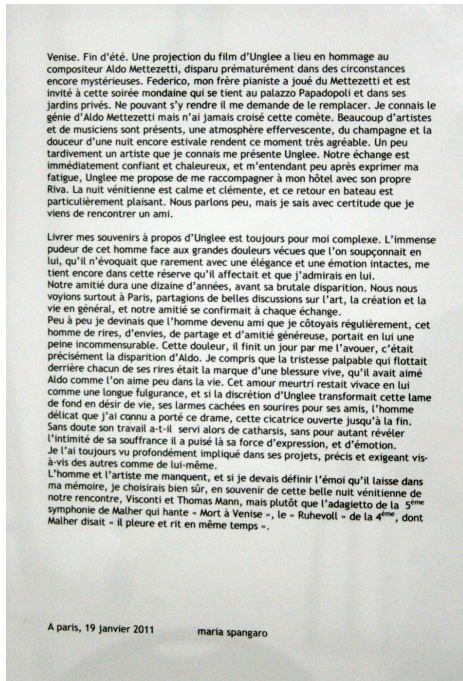 Venise. Fin d'été. Une projection du film d'Unglee a lieu en hommage au
compositeur Aldo Mettezetti, disparu prématurément dans des circonstances
encore mystérieuses. Federico, mon frère pianiste a joué du Mettezetti et est
invité à cette soirée mondaine qui se tient au palazzo Papadopoli et dans ses
jardins privés. Ne pouvant s'y rendre il me demande de le remplacer. Je connais le
génie d'Aldo Mettezetti mais n'ai jamais croisé cette comète. Beaucoup d'artistes
et de musiciens sont présents, une atmosphère effervescente, du champagne et la
douceur d'une nuit encore estivale rendent ce moment très agréable. Un peu
tardivement un artiste que je connais me présente Unglee. Notre échange est
immédiatement confiant et chaleureux, et m'entendant peu après exprimer ma
fatigue, Unglee me propose de me raccompagner à mon hôtel avec son propre
Riva. La nuit vénitienne est calme et clémente, et ce retour en bateau est
particulièrement plaisant. Nous parlons peu, mais je sais avec certitude que je
viens de rencontrer un ami.
Livrer mes souvenirs à propos d'Unglee est toujours pour moi complexe. L'immense
pudeur de cet homme face aux grandes douleurs vécues que l'on soupçonnait en
lui, qu'il n'évoquait que rarement avec une élégance et une émotion intactes, me
tient encore dans cette réserve qu'il affectait et que j'admirais en lui.
Notre amitié dura une dizaine d'années, avant sa brutale disparition. Nous nous
voyions surtout à Paris, partagions de belles discussions sur l'art, la création et la
vie en général, et notre amitié se confirmait à chaque échange.
Peu à peu je devinais que l'homme devenu ami que je côtoyais régulièrement, cet
homme de rires, d'envies, de partage et d'amitié généreuse, portait en lui une
peine incommensurable. Cette douleur, il finit un jour par me l'avouer, c'était
précisément la disparition d'Aldo. Je compris que la tristesse palpable qui flottait
derrière chacun de ses rires était la marque d'une blessure vive, qu'il avait aimé
Aldo comme l'on aime peu dans la vie. Cet amour meurtri restait vivace en lui
comme une longue fulgurance, et si la discrétion d'Unglee transformait cette lame
de fond en désir de vie, ses larmes cachées en sourires pour ses amis, l'homme
délicat que j'ai connu a porté ce drame, cette cicatrice ouverte jusqu'à la fin.
Sans doute son travail a-t-il servi alors de catharsis, sans pour autant révéler
l'intimité de sa souffrance il a puisé là sa force d'expression, et d'émotion.
Je l'ai toujours vu profondément impliqué dans ses projets, précis et exigeant vis-
à-vis des autres comme de lui-même.
L'homme et l'artiste me manquent, et si je devais définir l'émoi qu'il laisse dans
ma mémoire, je choisirais bien sûr, en souvenir de cette belle nuit vénitienne de
notre rencontre, Visconti et Thomas Mann, mais plutôt que l'adagietto de la 5ème
symphonie de Malher qui hante « Mort à Venise », le « Ruhevoll » de la 4ème, dont
Malher disait « il pleure et rit en même temps ».
A paris, 19 janvier 2011 maria spangaro